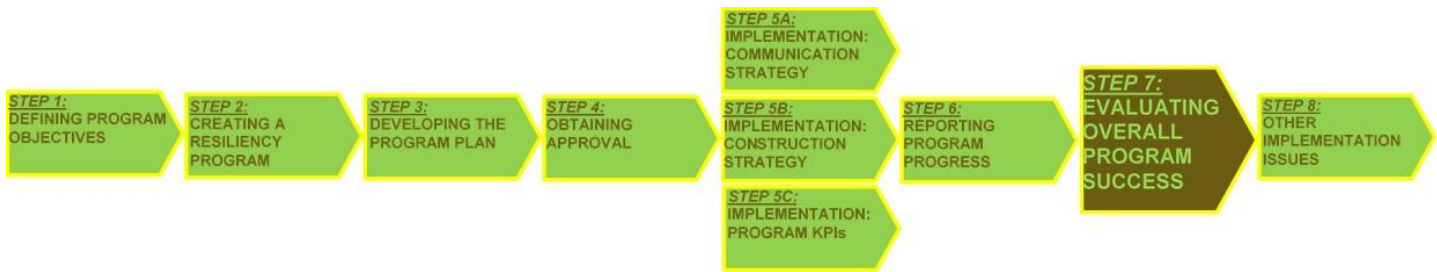 STEP 1:
DEFINING PROGRAM
OBJECTIVES
STEP 2:
CREATING A
RESILIENCY
PROGRAM
STEP 3:
DEVELOPING THE
PROGRAM PLAN
STEP 4:
OBTAINING
APPROVAL
STEP 5A:
IMPLEMENTATION:
COMMUNICATION
STRATEGY
STEP 5B:
IMPLEMENTATION:
CONSTRUCTION
STRATEGY
STEP 5C:
IMPLEMENTATION:
PROGRAM KPIs
STEP 6:
REPORTING
PROGRAM
PROGRESS
STEP 7:
EVALUATING
OVERALL
PROGRAM
SUCCESS
STEP 8:
OTHER
IMPLEMENTATION
ISSUES